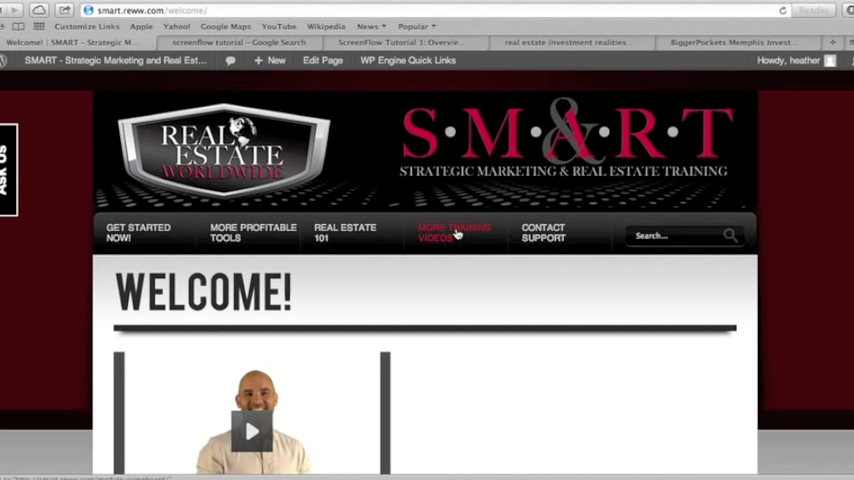 smart.reww.com/welcome/
Reader
Customize Links Apple Yahoo! Google Maps YouTube Wikipedia News Popular
Welcome! | SMART - Strategic M... screenflow tutorial – Google Search ScreenFlow Tutorial 1: Overvie... real estate investment realities. BiggerPockets Memphis Invest...
SMART - Strategic Marketing and Real Est... + New Edit Page WP Engine Quick Links Howdy, heather
Ask Us
REAL
ESTATE
WORLDWIDE
S•M&A•R•T
STRATEGIC MARKETING & REAL ESTATE TRAINING
GET STARTED NOW!
MORE PROFITABLE TOOLS
REAL ESTATE 101
MORE TRAINING VIDEOS
CONTACT SUPPORT
Search...
WELCOME!